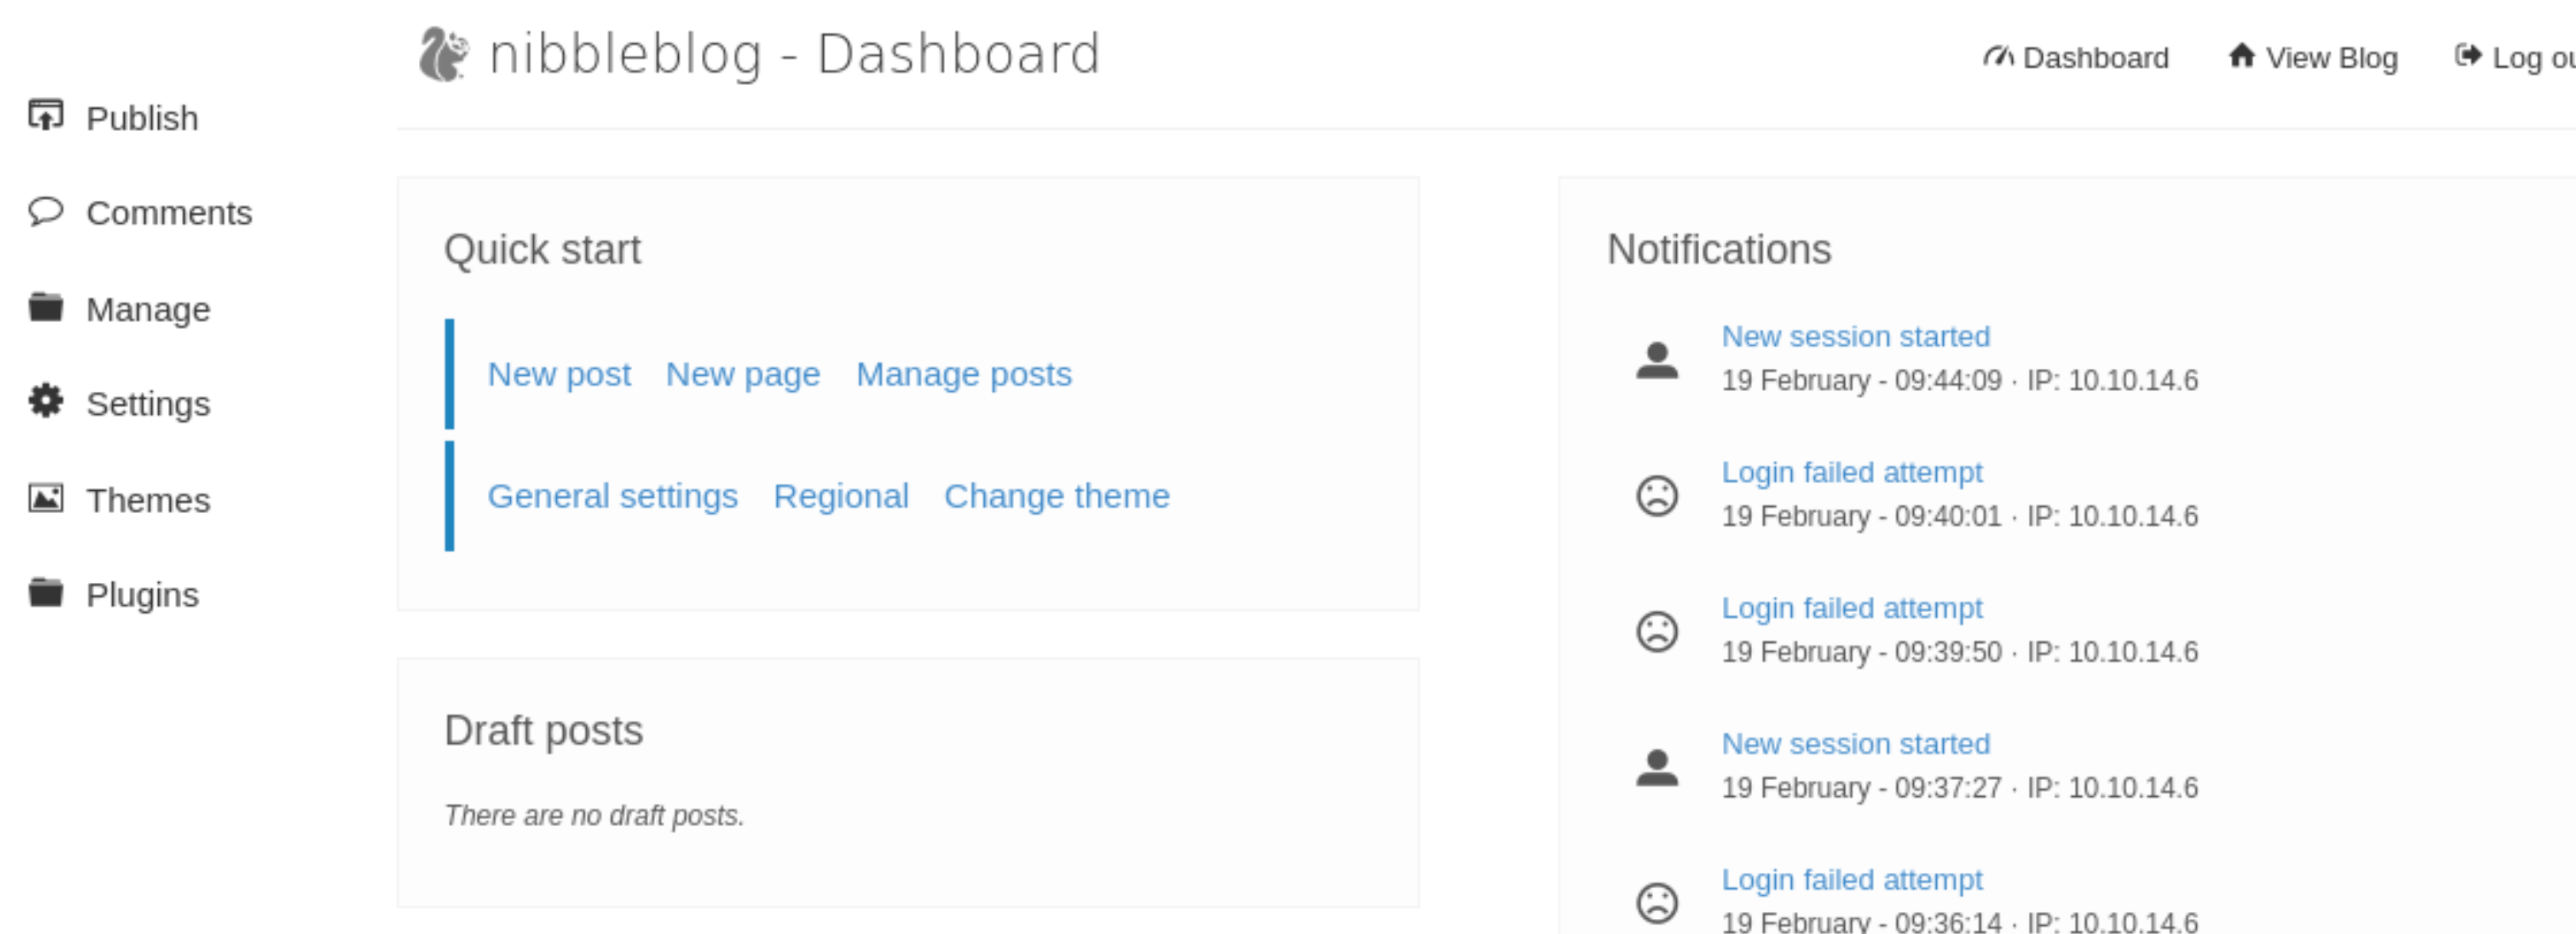 nibbleblog - Dashboard
Dashboard
View Blog
Log ou
Publish
Comments
Manage
Settings
Themes
Plugins
Quick start
New post New page Manage posts
General settings Regional Change theme
Draft posts
There are no draft posts.
Notifications
New session started
19 February - 09:44:09 · IP: 10.10.14.6
Login failed attempt
19 February - 09:40:01 · IP: 10.10.14.6
Login failed attempt
19 February - 09:39:50 · IP: 10.10.14.6
New session started
19 February - 09:37:27 · IP: 10.10.14.6
Login failed attempt
19 February - 09:36:14 · IP: 10.10.14.6